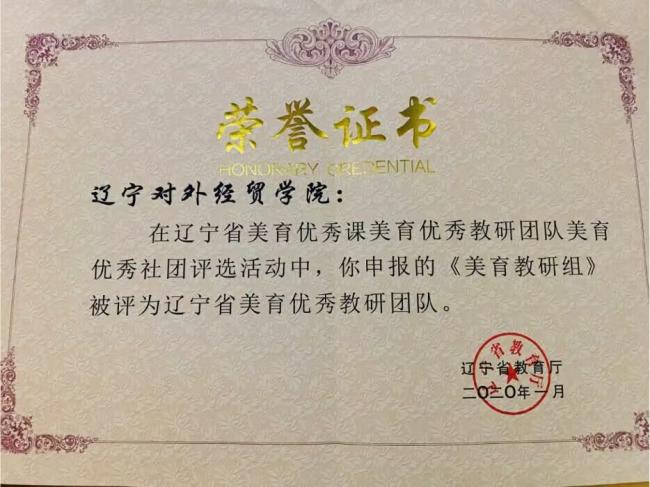 荣誉证书
HONORARY CREDENTIAL
辽宁对外经贸学院：
在辽宁省美育优秀课美育优秀教研团队美育
优秀社团评选活动中，你申报的《美育教研组》
被评为辽宁省美育优秀教研团队。
辽宁省教育厅
二〇二〇年一月